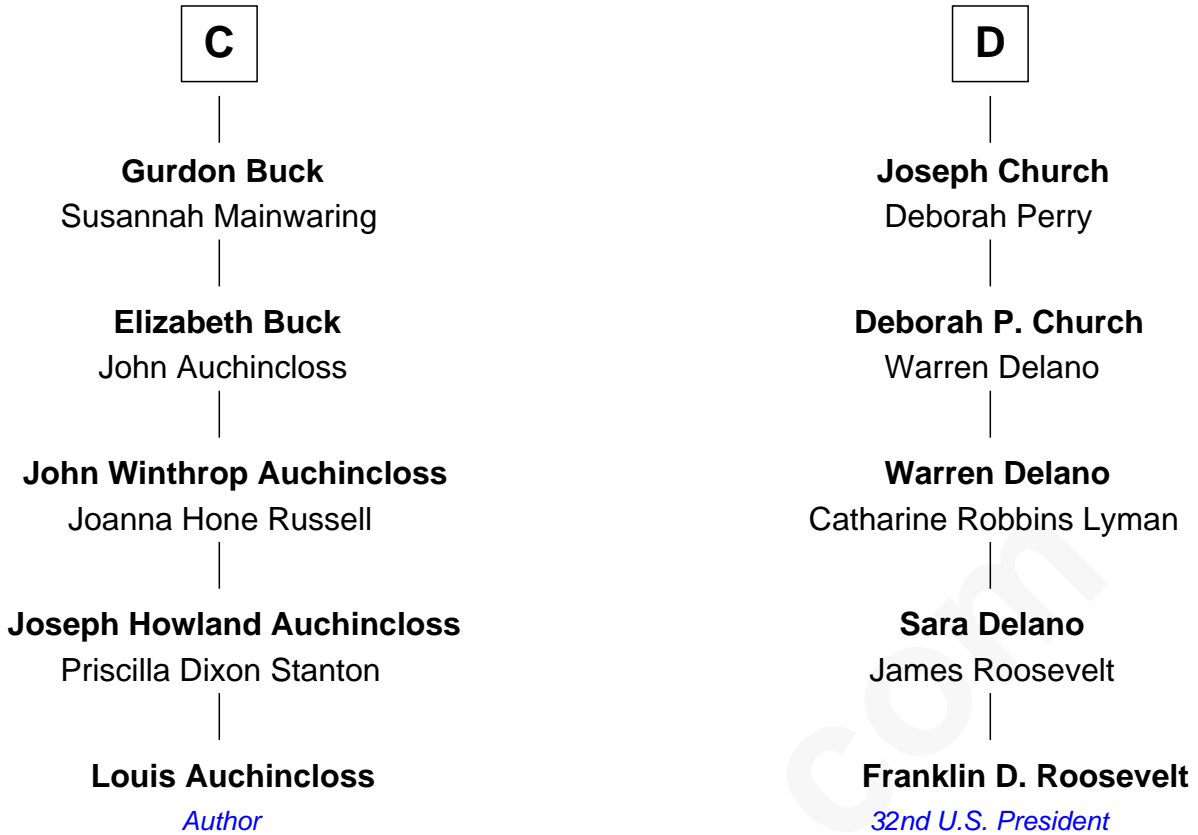 C
Gurdon Buck
Susannah Mainwaring
Elizabeth Buck
John Auchincloss
John Winthrop Auchincloss
Joanna Hone Russell
Joseph Howland Auchincloss
Priscilla Dixon Stanton
Louis Auchincloss
Author
D
Joseph Church
Deborah Perry
Deborah P. Church
Warren Delano
Warren Delano
Catharine Robbins Lyman
Sara Delano
James Roosevelt
Franklin D. Roosevelt
32nd U.S. President
com